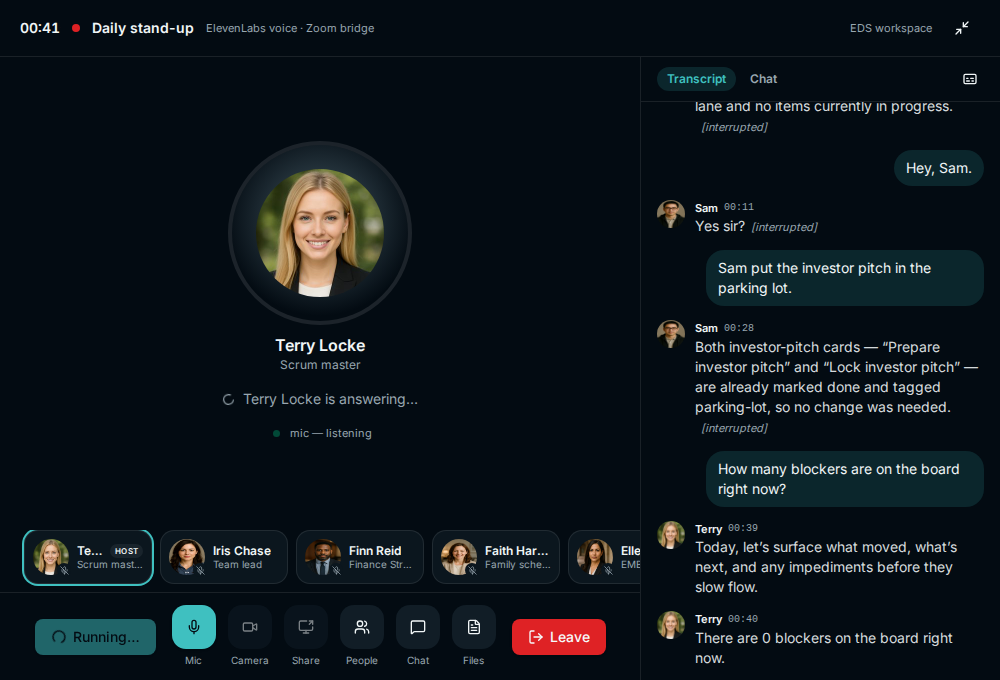 00:41 Daily stand-up ElevenLabs voice · Zoom bridge
EDS workspace
Terry Locke
Scrum master
Terry Locke is answering...
mic — listening
Te... HOST
Scrum mast...
Iris Chase
Team lead
Finn Reid
Finance Str...
Faith Har...
Family sche...
Elle
EME
Running...
Mic
Camera
Share
People
Chat
Files
Leave
Transcript
Chat
lane and no items currently in progress.
[interrupted]
Hey, Sam.
Sam 00:11
Yes sir? [interrupted]
Sam put the investor pitch in the
parking lot.
Sam 00:28
Both investor-pitch cards — “Prepare
investor pitch” and “Lock investor pitch” —
are already marked done and tagged
parking-lot, so no change was needed.
[interrupted]
How many blockers are on the board
right now?
Terry 00:39
Today, let’s surface what moved, what’s
next, and any impediments before they
slow flow.
Terry 00:40
There are 0 blockers on the board right
now.